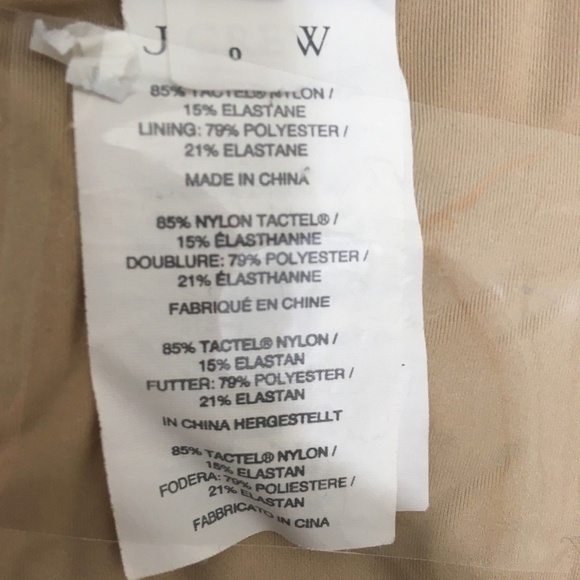 J W
0
85% TACTEL® NYLON /
15% ELASTANE
LINING: 79% POLYESTER /
21% ELASTANE
MADE IN CHINA
85% NYLON TACTEL® /
15% ÉLASTHANNE
DOUBLURE: 79% POLYESTER /
21% ÉLASTHANNE
FABRIQUÉ EN CHINE
85% TACTEL® NYLON /
15% ELASTAN
FUTTER: 79% POLYESTER /
21% ELASTAN
IN CHINA HERGESTELLT
85% TACTEL® NYLON /
15% ELASTAN
FODERA: 79% POLIESTERE /
21% ELASTAN
FABBRICATO IN CINA